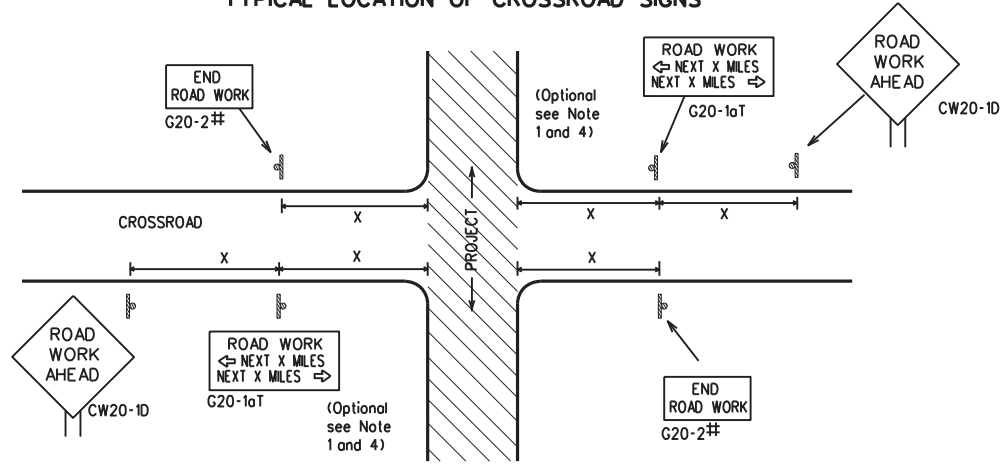 TYPICAL LOCATION OF CROSSROAD SIGNS
END
ROAD WORK
G20-2#
(Optional
see Note
1 and 4)
ROAD WORK
⇦ NEXT X MILES
NEXT X MILES ⇨
G20-1aT
ROAD
WORK
AHEAD
CW20-1D
CROSSROAD
X
X
X
PROJECT
X
X
X
ROAD
WORK
AHEAD
CW20-1D
ROAD WORK
⇦ NEXT X MILES
NEXT X MILES ⇨
G20-1aT
(Optional
see Note
1 and 4)
END
ROAD WORK
G20-2#